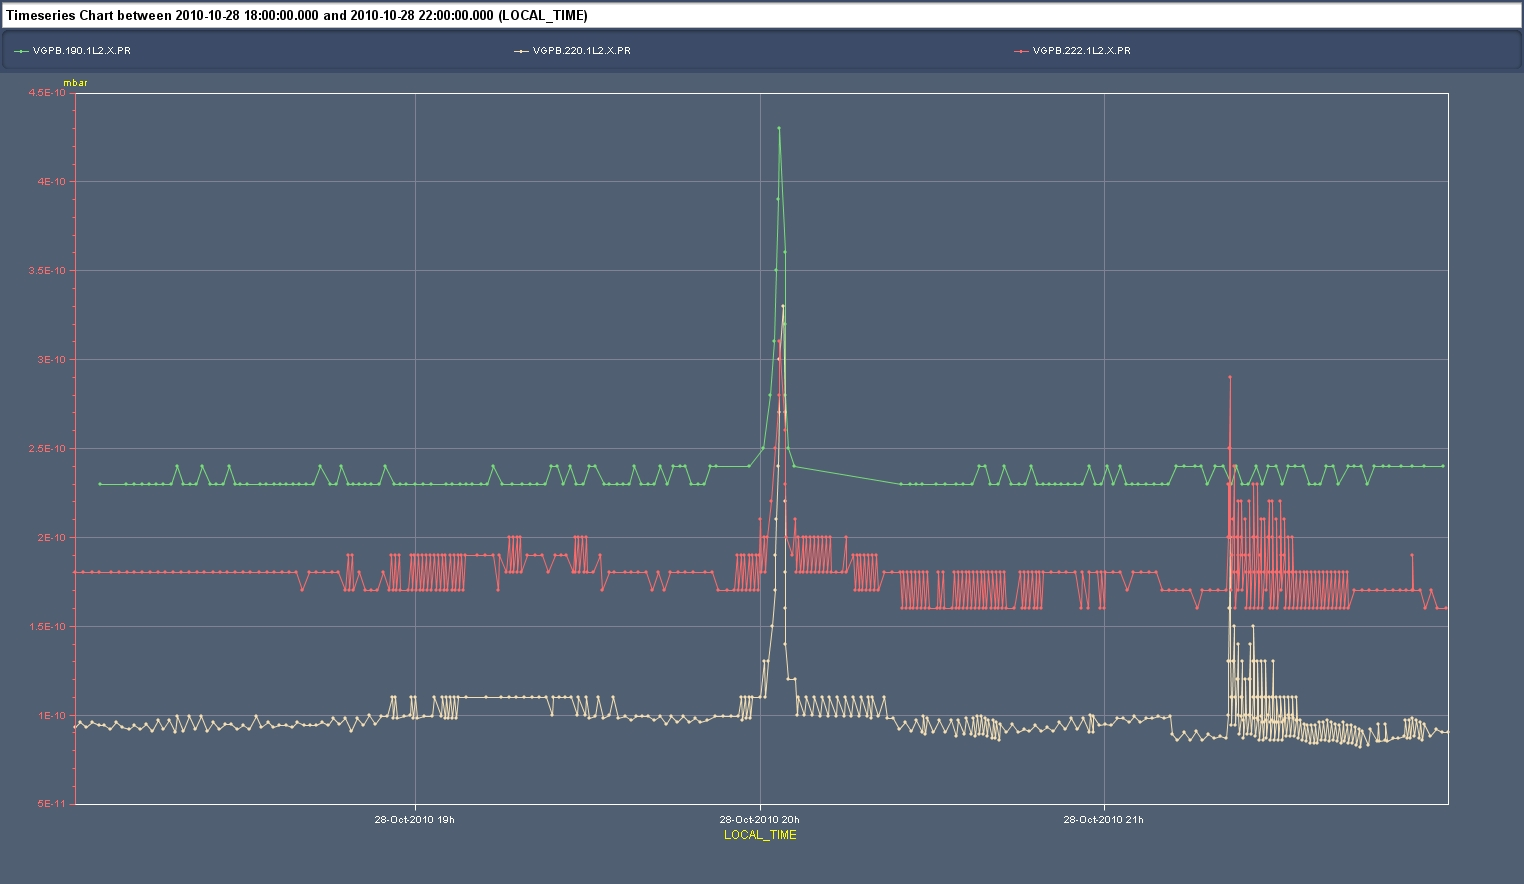 Timeseries Chart between 2010-10-28 18:00:00.000 and 2010-10-28 22:00:00.000 (LOCAL_TIME)
VGPB.190.1L2.X.PR VGPB.220.1L2.X.PR VGPB.222.1L2.X.PR
mbar
4.5E-10
4E-10
3.5E-10
3E-10
2.5E-10
2E-10
1.5E-10
1E-10
5E-11
28-Oct-2010 19h 28-Oct-2010 20h 28-Oct-2010 21h
LOCAL_TIME